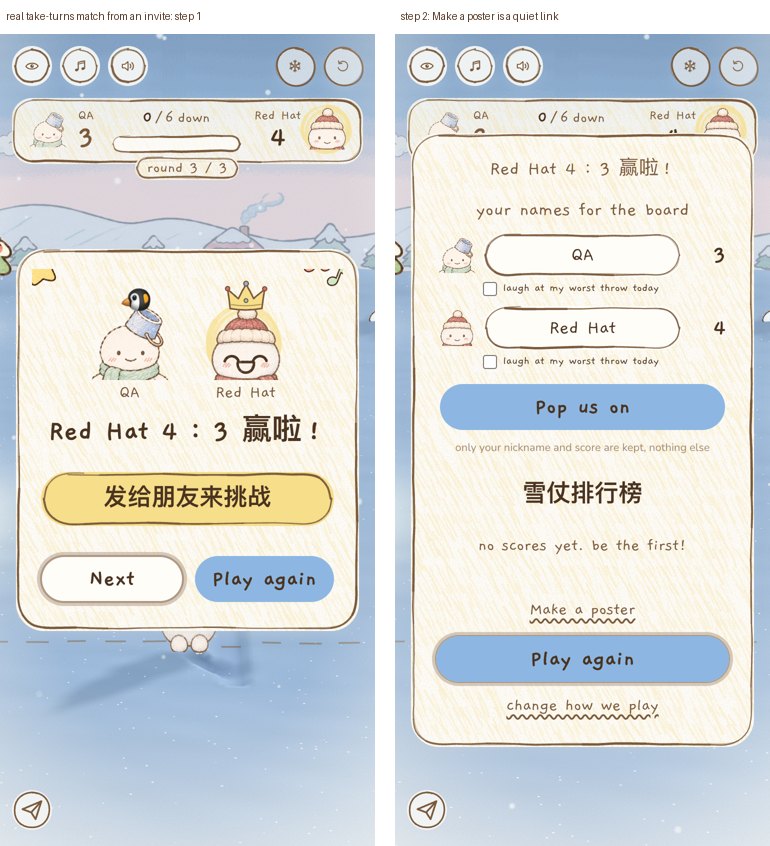 real take-turns match from an invite: step 1
QA
3
0/6 down
Red Hat
4
round 3 / 3
QA
Red Hat
Red Hat 4 : 3 赢啦！
发给朋友来挑战
Next
Play again
step 2: Make a poster is a quiet link
QA
0/6 down
Red Hat
Red Hat 4 : 3 赢啦！
your names for the board
QA
3
laugh at my worst throw today
Red Hat
4
laugh at my worst throw today
Pop us on
only your nickname and score are kept, nothing else
雪仗排行榜
no scores yet. be the first!
Make a poster
Play again
change how we play